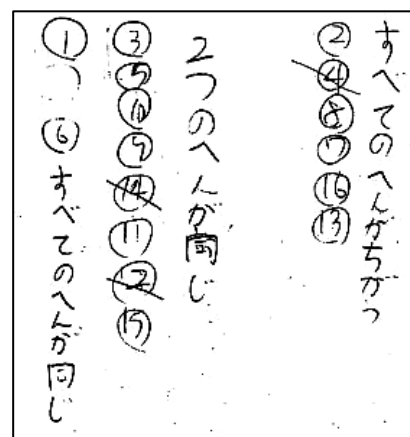 すべてのへんがちがう
②④⑧⑦⑯⑬
2つのへんが同じ
③⑤⑩⑨⑭⑪⑫⑮
①⑥すべてのへんが同じ